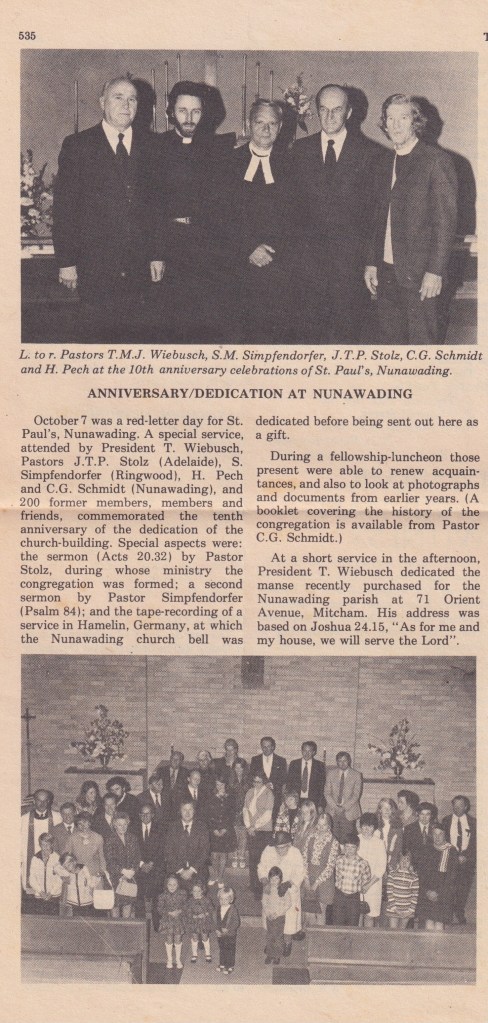 535
T
L. to r. Pastors T.M.J. Wiebusch, S.M. Simpfendorfer, J.T.P. Stolz, C.G. Schmidt
and H. Pech at the 10th anniversary celebrations of St. Paul's, Nunawading.
ANNIVERSARY/DEDICATION AT NUNAWADING
October 7 was a red-letter day for St.
Paul's, Nunawading. A special service,
attended by President T. Wiebusch,
Pastors J.T.P. Stolz (Adelaide), S.
Simpfendorfer (Ringwood), H. Pech
and C.G. Schmidt (Nunawading), and
200 former members, members and
friends, commemorated the tenth
anniversary of the dedication of the
church-building. Special aspects were:
the sermon (Acts 20.32) by Pastor
Stolz, during whose ministry the
congregation was formed; a second
sermon by Pastor Simpfendorfer
(Psalm 84); and the tape-recording of a
service in Hamelin, Germany, at which
the Nunawading church bell was
dedicated before being sent out here as
a gift.
During a fellowship-luncheon those
present were able to renew acquain-
tances, and also to look at photographs
and documents from earlier years. (A
booklet covering the history of the
congregation is available from Pastor
C.G. Schmidt.)
At a short service in the afternoon,
President T. Wiebusch dedicated the
manse recently purchased for the
Nunawading parish at 71 Orient
Avenue, Mitcham. His address was
based on Joshua 24.15, "As for me and
my house, we will serve the Lord".